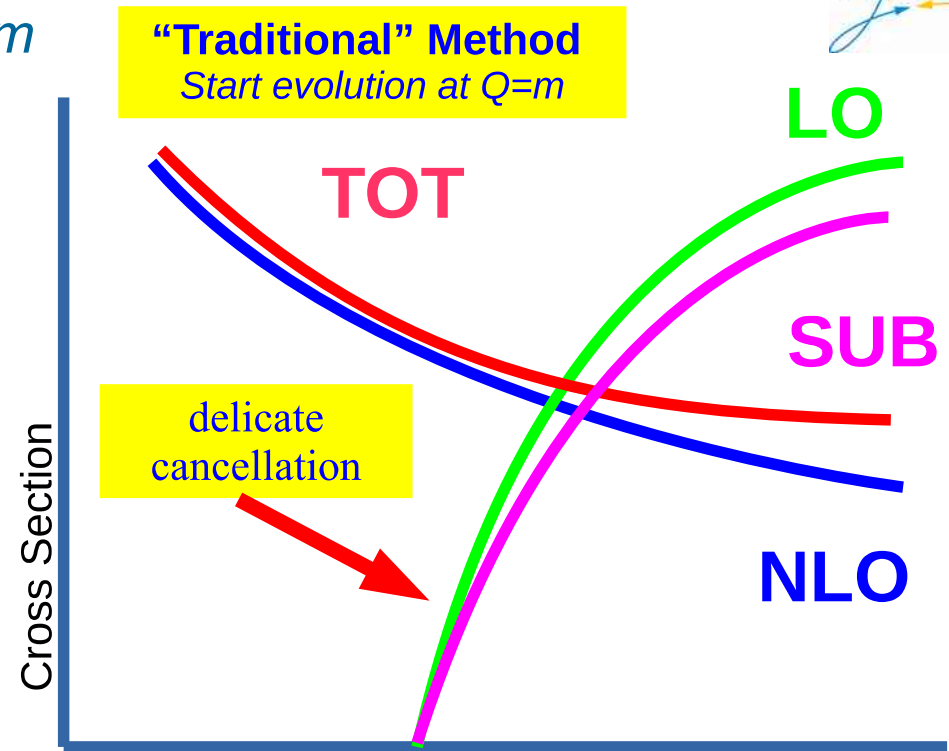 m
“Traditional” Method
Start evolution at Q=m
LO
TOT
SUB
delicate
cancellation
NLO
Cross Section